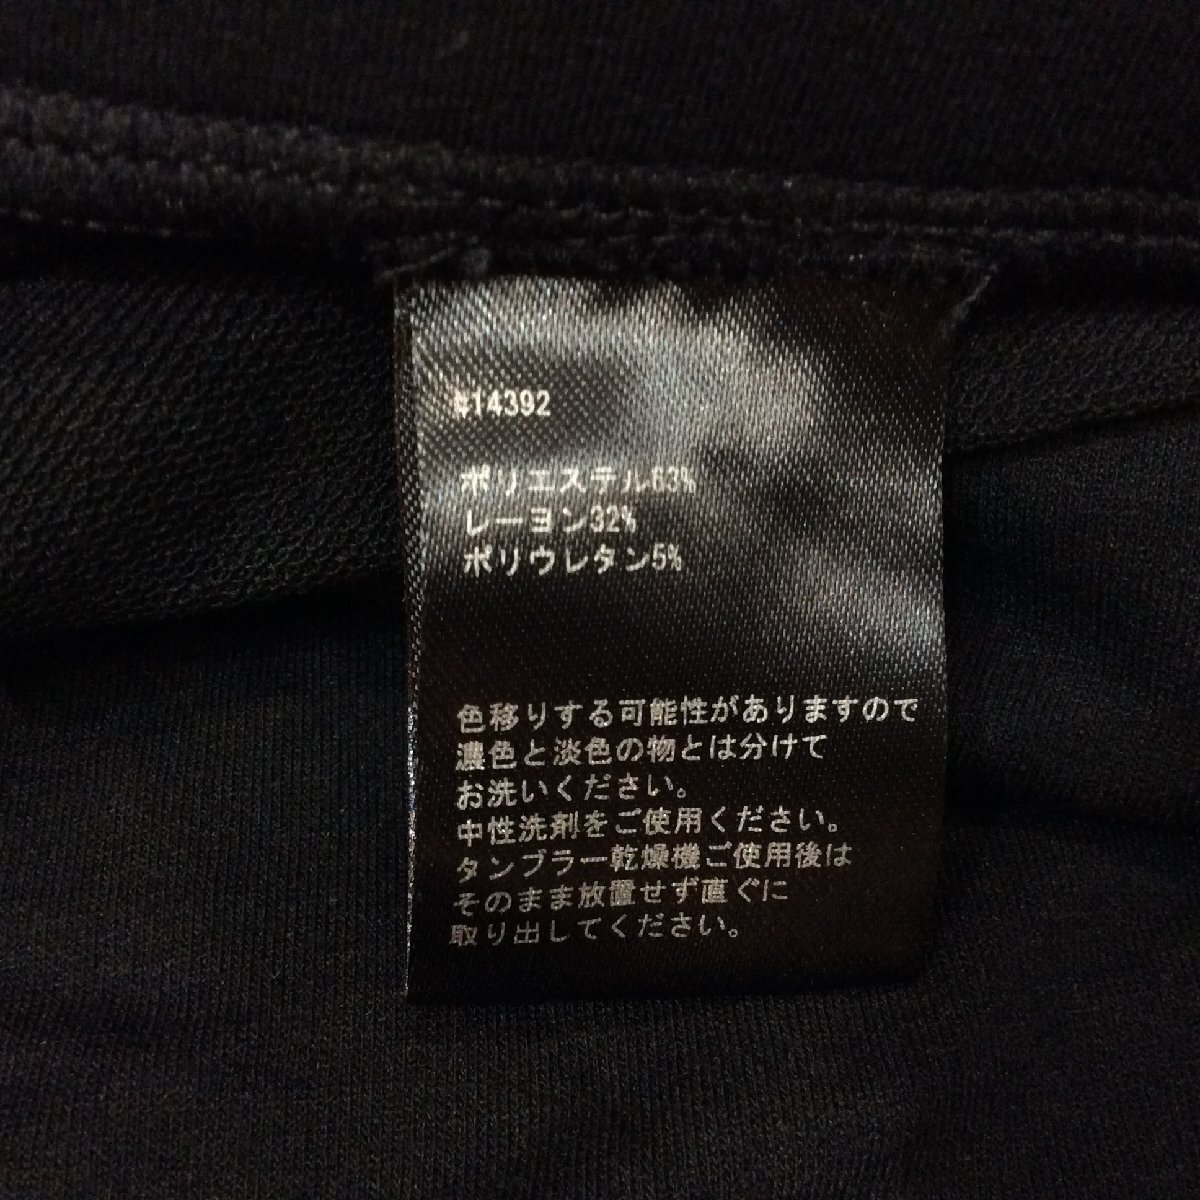 #14392
ポリエステル63%
レーヨン32%
ポリウレタン5%
色移りする可能性がありますので
濃色と淡色の物とは分けて
お洗いください。
中性洗剤をご使用ください。
タンブラー乾燥機ご使用後は
そのまま放置せず直ぐに
取り出してください。